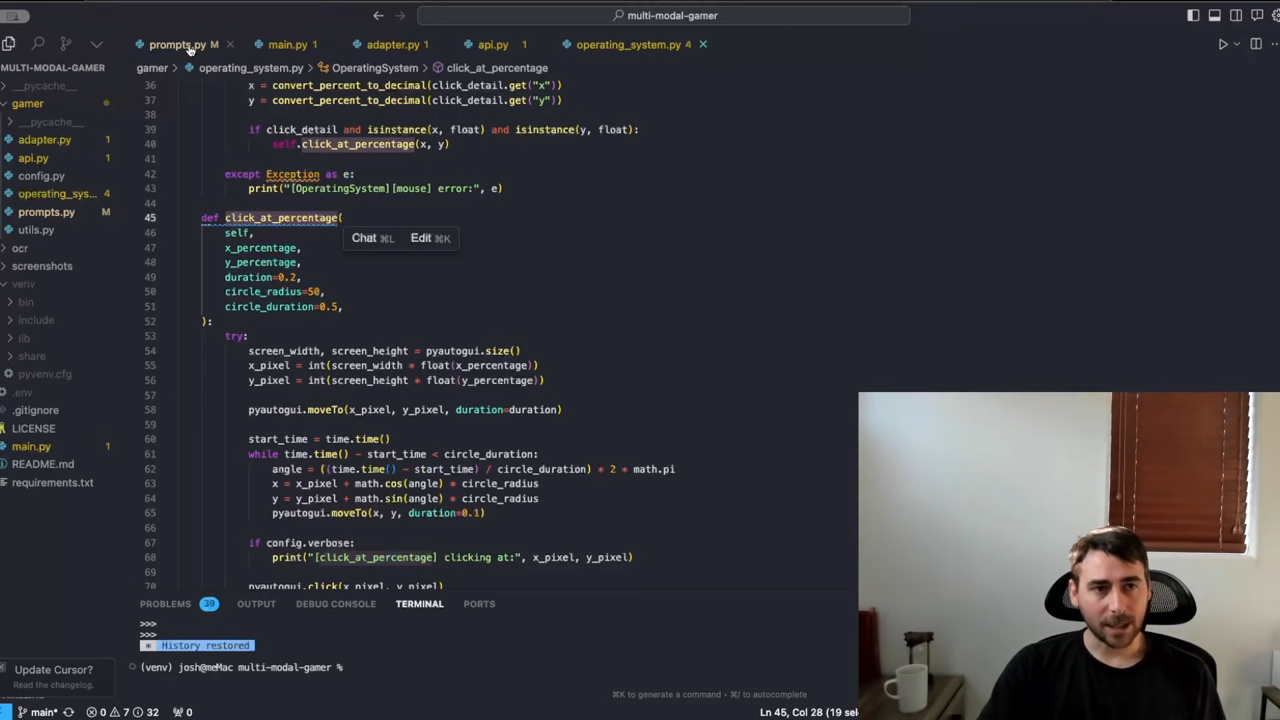 multi-modal-gamer
prompts.py M
main.py 1
adapter.py 1
api.py 1
operating_system.py 4
MULTI-MODAL-GAMER
__pycache__
gamer
__pycache__
adapter.py 1
api.py 1
config.py
operating_sys... 4
prompts.py M
utils.py
ocr
screenshots
venv
bin
include
lib
share
pyvenv.cfg
.env
.gitignore
LICENSE
main.py 1
README.md
requirements.txt
gamer > operating_system.py > OperatingSystem > click_at_percentage
36 x = convert_percent_to_decimal(click_detail.get("x"))
37 y = convert_percent_to_decimal(click_detail.get("y"))
38
39 if click_detail and isinstance(x, float) and isinstance(y, float):
40 self.click_at_percentage(x, y)
41
42 except Exception as e:
43 print("[OperatingSystem][mouse] error:", e)
44
45 def click_at_percentage(
46 self,
Chat ⌘L Edit ⌘K
47 x_percentage,
48 y_percentage,
49 duration=0.2,
50 circle_radius=50,
51 circle_duration=0.5,
52 ):
53 try:
54 screen_width, screen_height = pyautogui.size()
55 x_pixel = int(screen_width * float(x_percentage))
56 y_pixel = int(screen_height * float(y_percentage))
57
58 pyautogui.moveTo(x_pixel, y_pixel, duration=duration)
59
60 start_time = time.time()
61 while time.time() - start_time < circle_duration:
62 angle = ((time.time() - start_time) / circle_duration) * 2 * math.pi
63 x = x_pixel + math.cos(angle) * circle_radius
64 y = y_pixel + math.sin(angle) * circle_radius
65 pyautogui.moveTo(x, y, duration=0.1)
66
67 if config.verbose:
68 print("[click_at_percentage] clicking at:", x_pixel, y_pixel)
69
70 pyautogui.click(x_pixel, y_pixel)
PROBLEMS 39 OUTPUT DEBUG CONSOLE TERMINAL PORTS
>>>
>>>
* History restored
(venv) josh@meMac multi-modal-gamer %
Update Cursor?
Read the changelog.
⌘K to generate a command • ⌘/ to autocomplete
main* 0 7 32 0
Ln 45, Col 28 (19 sele